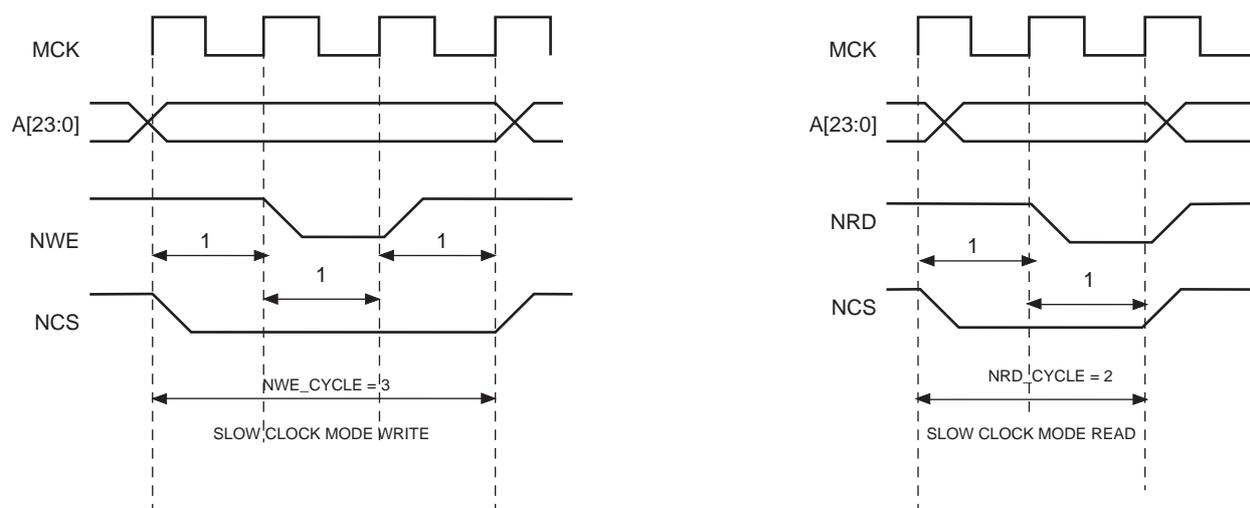 MCK
A[23:0]
NWE
1
1
1
NCS
NWE_CYCLE = 3
SLOW CLOCK MODE WRITE
MCK
A[23:0]
NRD
1
1
NCS
NRD_CYCLE = 2
SLOW CLOCK MODE READ